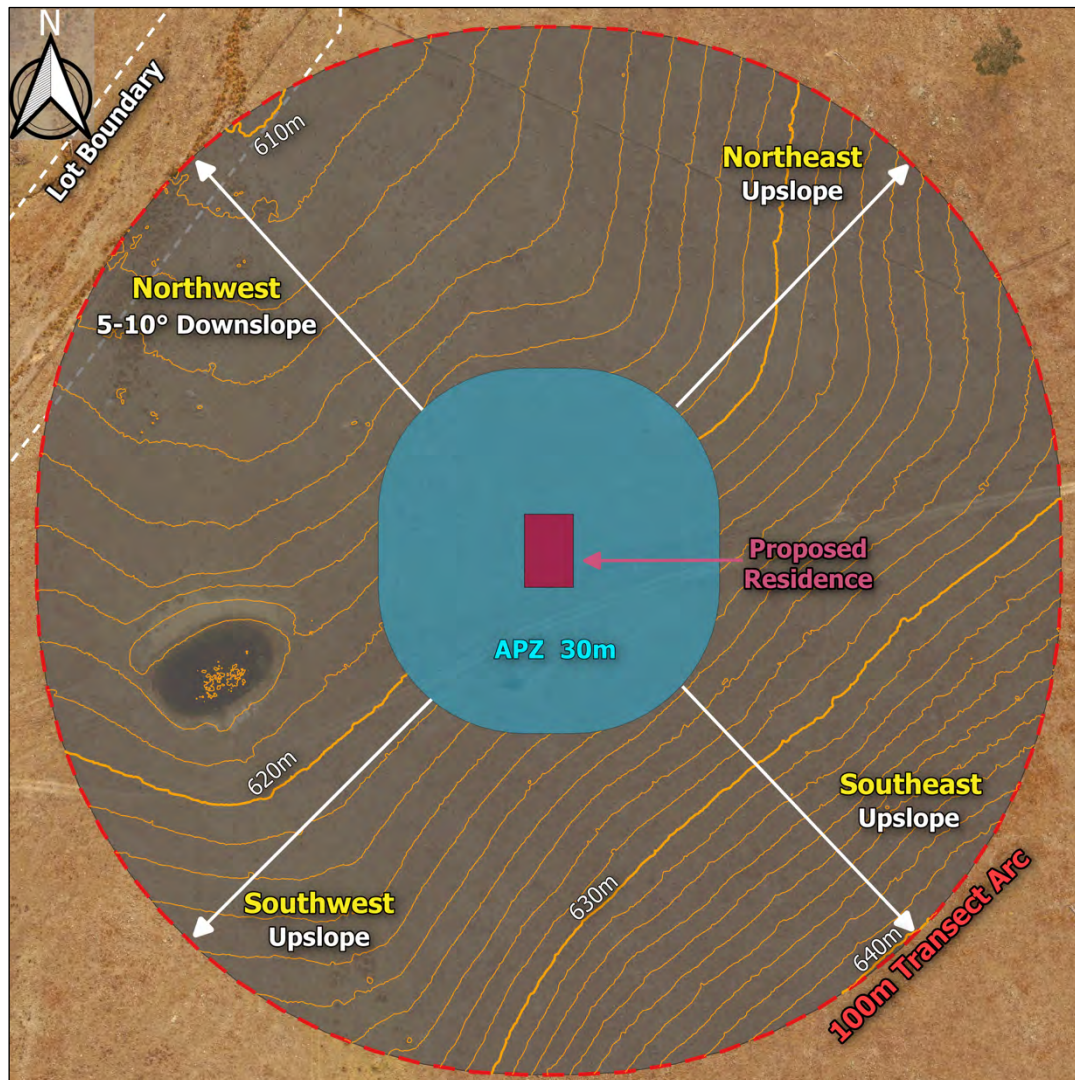 N
Lot Boundary
610m
Northeast
Upslope
Northwest
5-10° Downslope
Proposed
Residence
APZ 30m
620m
Southeast
Upslope
Southwest
Upslope
630m
640m
100m Transect Arc